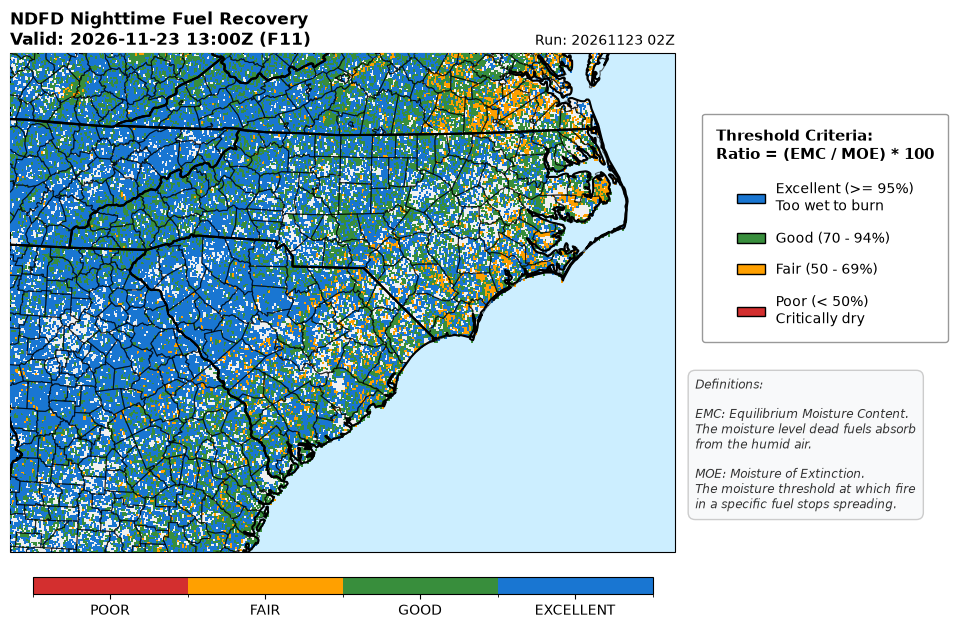 NDFD Nighttime Fuel Recovery
Valid: 2026-11-23 13:00Z (F11)
Run: 20261123 02Z
Threshold Criteria:
Ratio = (EMC / MOE) * 100
Excellent (>= 95%)
Too wet to burn
Good (70 - 94%)
Fair (50 - 69%)
Poor (< 50%)
Critically dry
Definitions:
EMC: Equilibrium Moisture Content.
The moisture level dead fuels absorb
from the humid air.
MOE: Moisture of Extinction.
The moisture threshold at which fire
in a specific fuel stops spreading.
POOR FAIR GOOD EXCELLENT